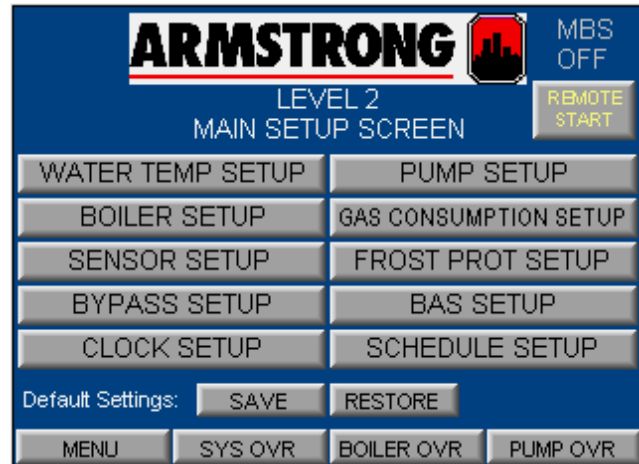 ARMSTRONG
MBS
OFF
LEVEL 2
MAIN SETUP SCREEN
REMOTE
START
WATER TEMP SETUP
PUMP SETUP
BOILER SETUP
GAS CONSUMPTION SETUP
SENSOR SETUP
FROST PROT SETUP
BYPASS SETUP
BAS SETUP
CLOCK SETUP
SCHEDULE SETUP
Default Settings: SAVE RESTORE
MENU SYS OVR BOILER OVR PUMP OVR